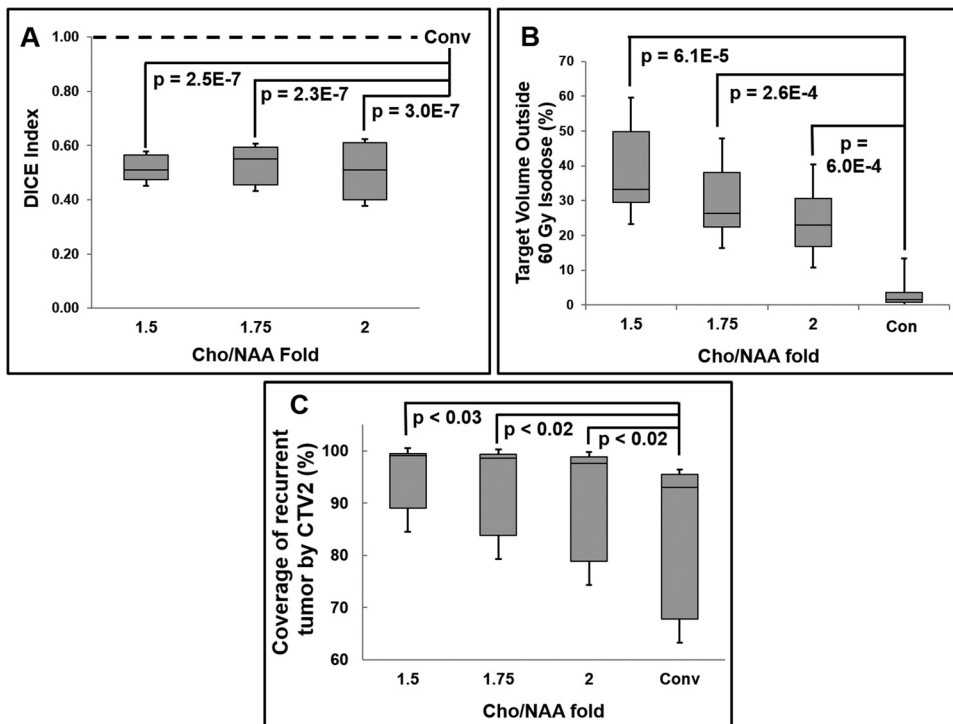 A
1.00
Conv
p = 2.5E-7
0.80
p = 2.3E-7
p = 3.0E-7
DICE Index
0.60
0.40
0.20
0.00
1.5 1.75 2
Cho/NAA Fold
B
Target Volume Outside
60 Gy Isodose (%)
70
p = 6.1E-5
60
p = 2.6E-4
50
p =
6.0E-4
40
30
20
10
0
1.5 1.75 2 Con
Cho/NAA fold
C
p < 0.03
p < 0.02
p < 0.02
Coverage of recurrent
tumor by CTV2 (%)
100
90
80
70
60
1.5 1.75 2 Conv
Cho/NAA fold